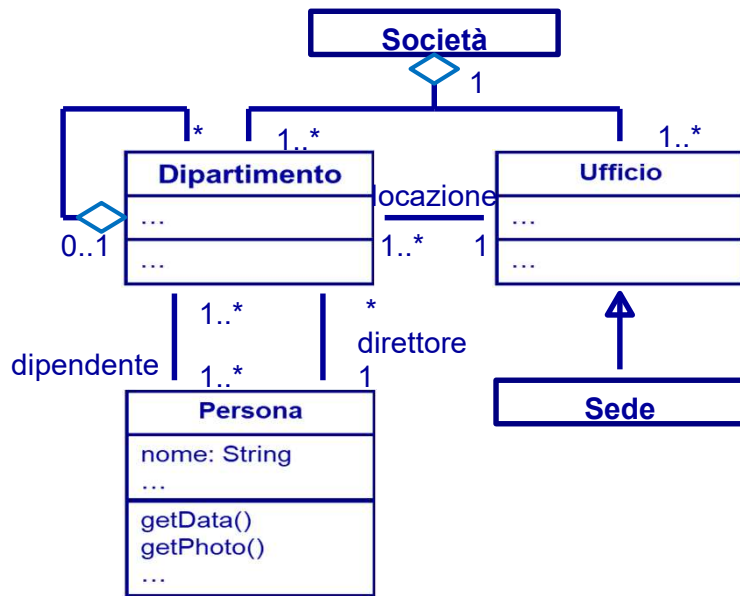 Società
1
*
1..*
1..*
Dipartimento
Ufficio
locazione
...
...
0..1
1..*
1
...
...
1..*
*
dipendente
direttore
1..*
1
Persona
Sede
nome: String
...
getData()
getPhoto()
...